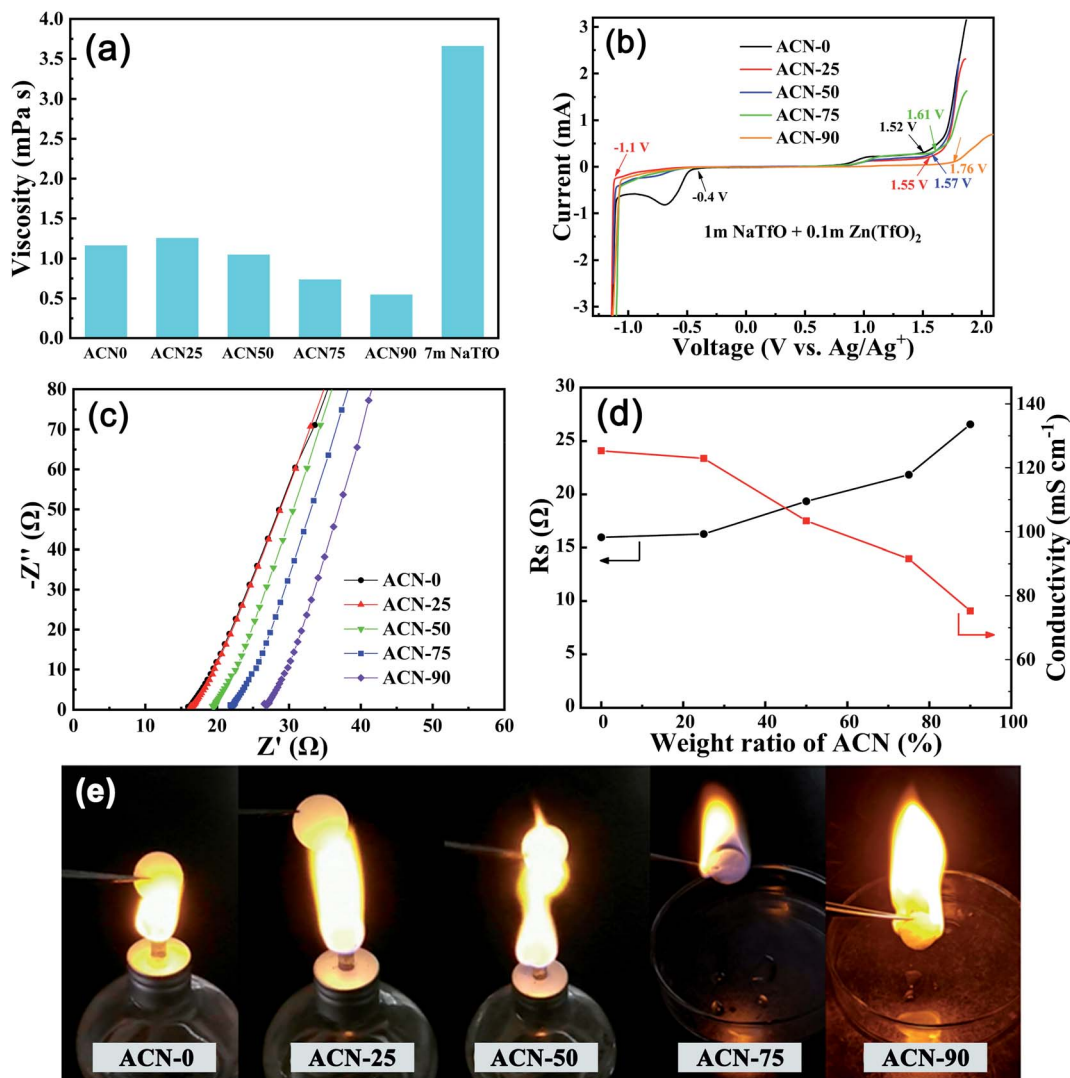 (a)
Viscosity (mPa s)
4.0
3.5
3.0
2.5
2.0
1.5
1.0
0.5
0.0
ACN0 ACN25 ACN50 ACN75 ACN90 7m NaTfO
(b)
Current (mA)
3
2
1
0
-1
-2
-3
ACN-0
ACN-25
ACN-50
ACN-75
ACN-90
-1.1 V
-0.4 V
1.52 V
1.61 V
1.55 V
1.57 V
1.76 V
1m NaTfO + 0.1m Zn(TfO)₂
-1.0 -0.5 0.0 0.5 1.0 1.5 2.0
Voltage (V vs. Ag/Ag⁺)
(c)
-Z'' (Ω)
80
70
60
50
40
30
20
10
0
ACN-0
ACN-25
ACN-50
ACN-75
ACN-90
0 10 20 30 40 50 60
Z' (Ω)
(d)
Rs (Ω)
30
25
20
15
10
5
0
140
120
100
80
60
Conductivity (mS cm⁻¹)
0 20 40 60 80 100
Weight ratio of ACN (%)
(e)
ACN-0 ACN-25 ACN-50 ACN-75 ACN-90